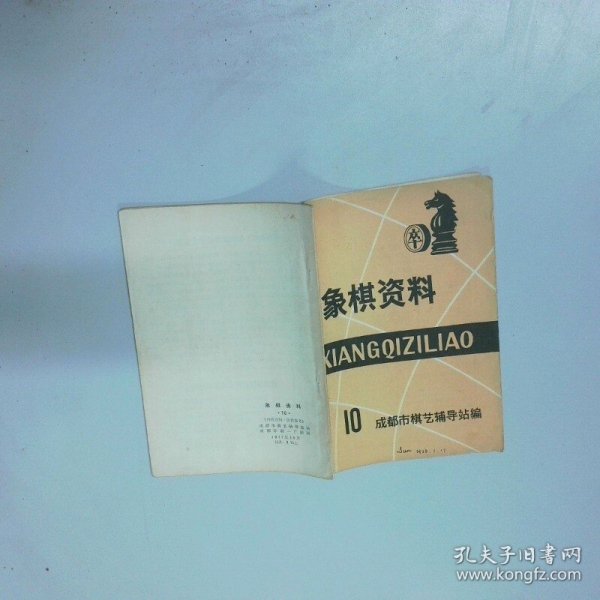 卒
象棋资料
XIANGQIZILIAO
10 成都市棋艺辅导站编
象棋资料
·10·
孔夫子旧书网
www.kongfz.com